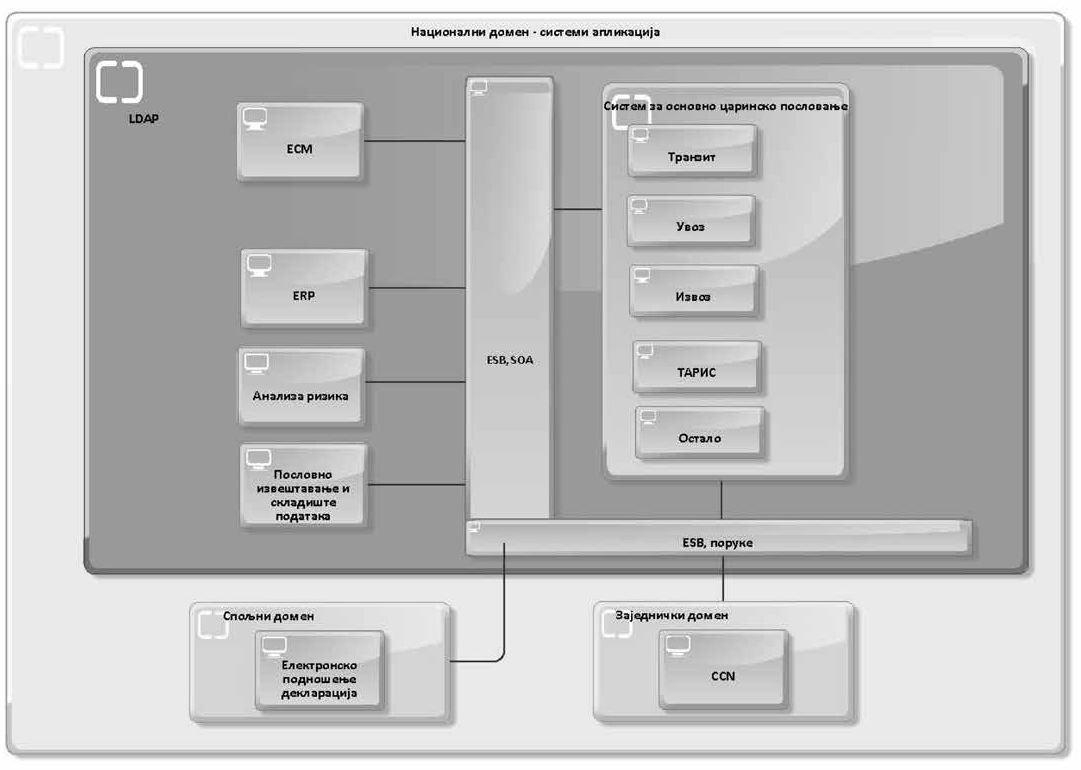 Национални домен - системи апликација
LDAP
ECM
ERP
Анализа ризика
Пословно
извештавање и
складиште
података
ESB, SOA
Систем за основно царинско пословање
Транзит
Увоз
Извоз
ТАРИС
Остало
ESB, поруке
Спољни домен
Електронско
подношење
декларација
Заједнички домен
CCN